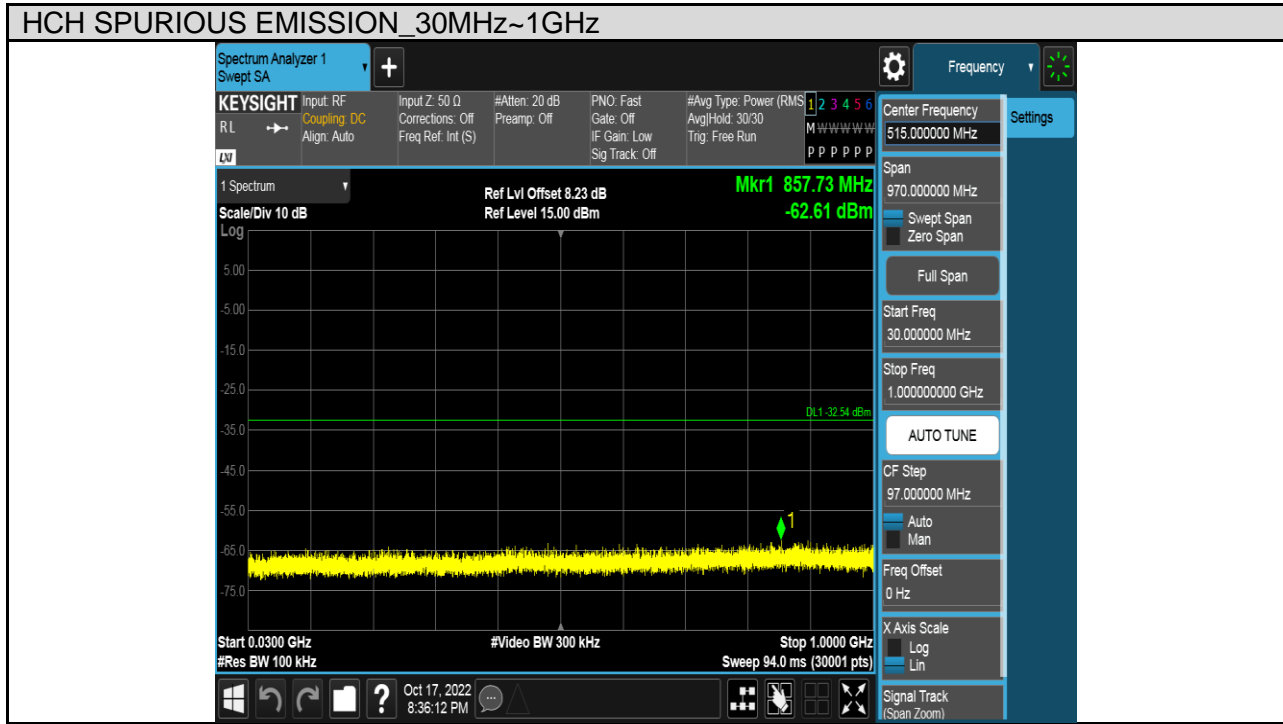 HCH SPURIOUS EMISSION_30MHz~1GHz
Spectrum Analyzer 1
Swept SA
Frequency
KEYSIGHT
RL
LXI
Input: RF
Coupling: DC
Align: Auto
Input Z: 50 Ω
Corrections: Off
Freq Ref: Int (S)
#Atten: 20 dB
Preamp: Off
PNO: Fast
Gate: Off
IF Gain: Low
Sig Track: Off
#Avg Type: Power (RMS
Avg|Hold: 30/30
Trig: Free Run
1 2 3 4 5 6
M W W W W W
P P P P P P
Center Frequency
515.000000 MHz
Settings
1 Spectrum
Scale/Div 10 dB
Log
Ref Lvl Offset 8.23 dB
Ref Level 15.00 dBm
Mkr1 857.73 MHz
-62.61 dBm
5.00
-5.00
-15.0
-25.0
-35.0
-45.0
-55.0
-65.0
-75.0
DL1 -32.54 dBm
1
Start 0.0300 GHz
#Res BW 100 kHz
#Video BW 300 kHz
Stop 1.0000 GHz
Sweep 94.0 ms (30001 pts)
Span
970.000000 MHz
Swept Span
Zero Span
Full Span
Start Freq
30.000000 MHz
Stop Freq
1.000000000 GHz
AUTO TUNE
CF Step
97.000000 MHz
Auto
Man
Freq Offset
0 Hz
X Axis Scale
Log
Lin
Signal Track
(Span Zoom)
?
Oct 17, 2022
8:36:12 PM